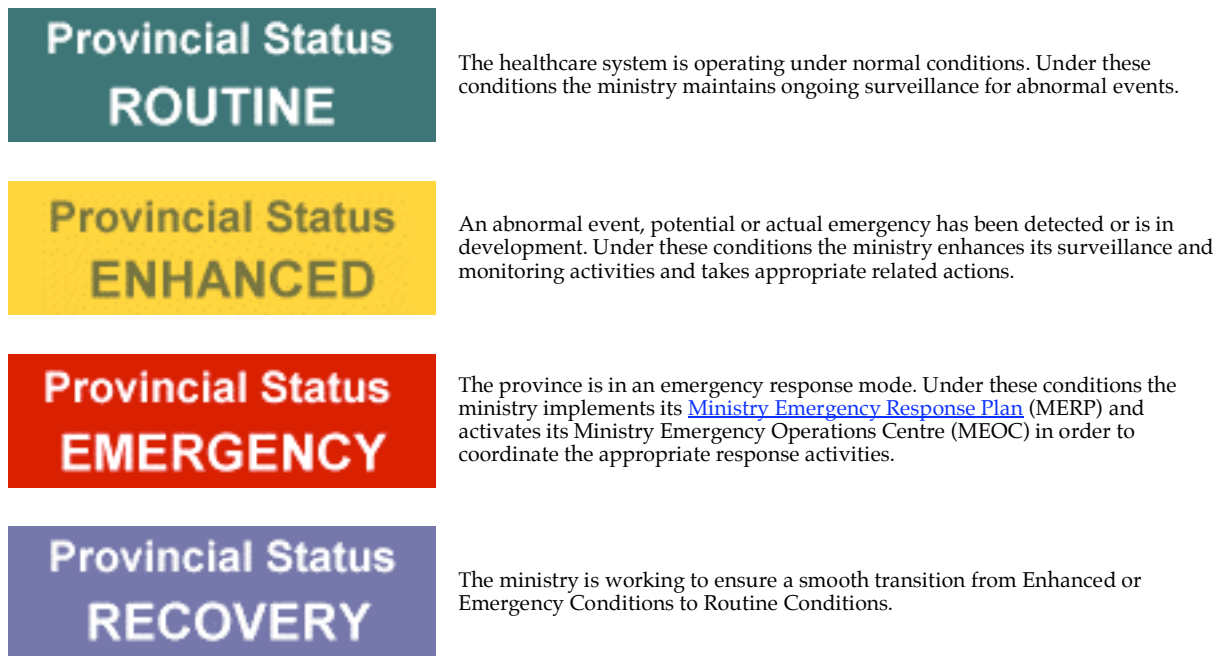 Provincial Status
ROUTINE
The healthcare system is operating under normal conditions. Under these
conditions the ministry maintains ongoing surveillance for abnormal events.
Provincial Status
ENHANCED
An abnormal event, potential or actual emergency has been detected or is in
development. Under these conditions the ministry enhances its surveillance and
monitoring activities and takes appropriate related actions.
Provincial Status
EMERGENCY
The province is in an emergency response mode. Under these conditions the
ministry implements its Ministry Emergency Response Plan (MERP) and
activates its Ministry Emergency Operations Centre (MEOC) in order to
coordinate the appropriate response activities.
Provincial Status
RECOVERY
The ministry is working to ensure a smooth transition from Enhanced or
Emergency Conditions to Routine Conditions.